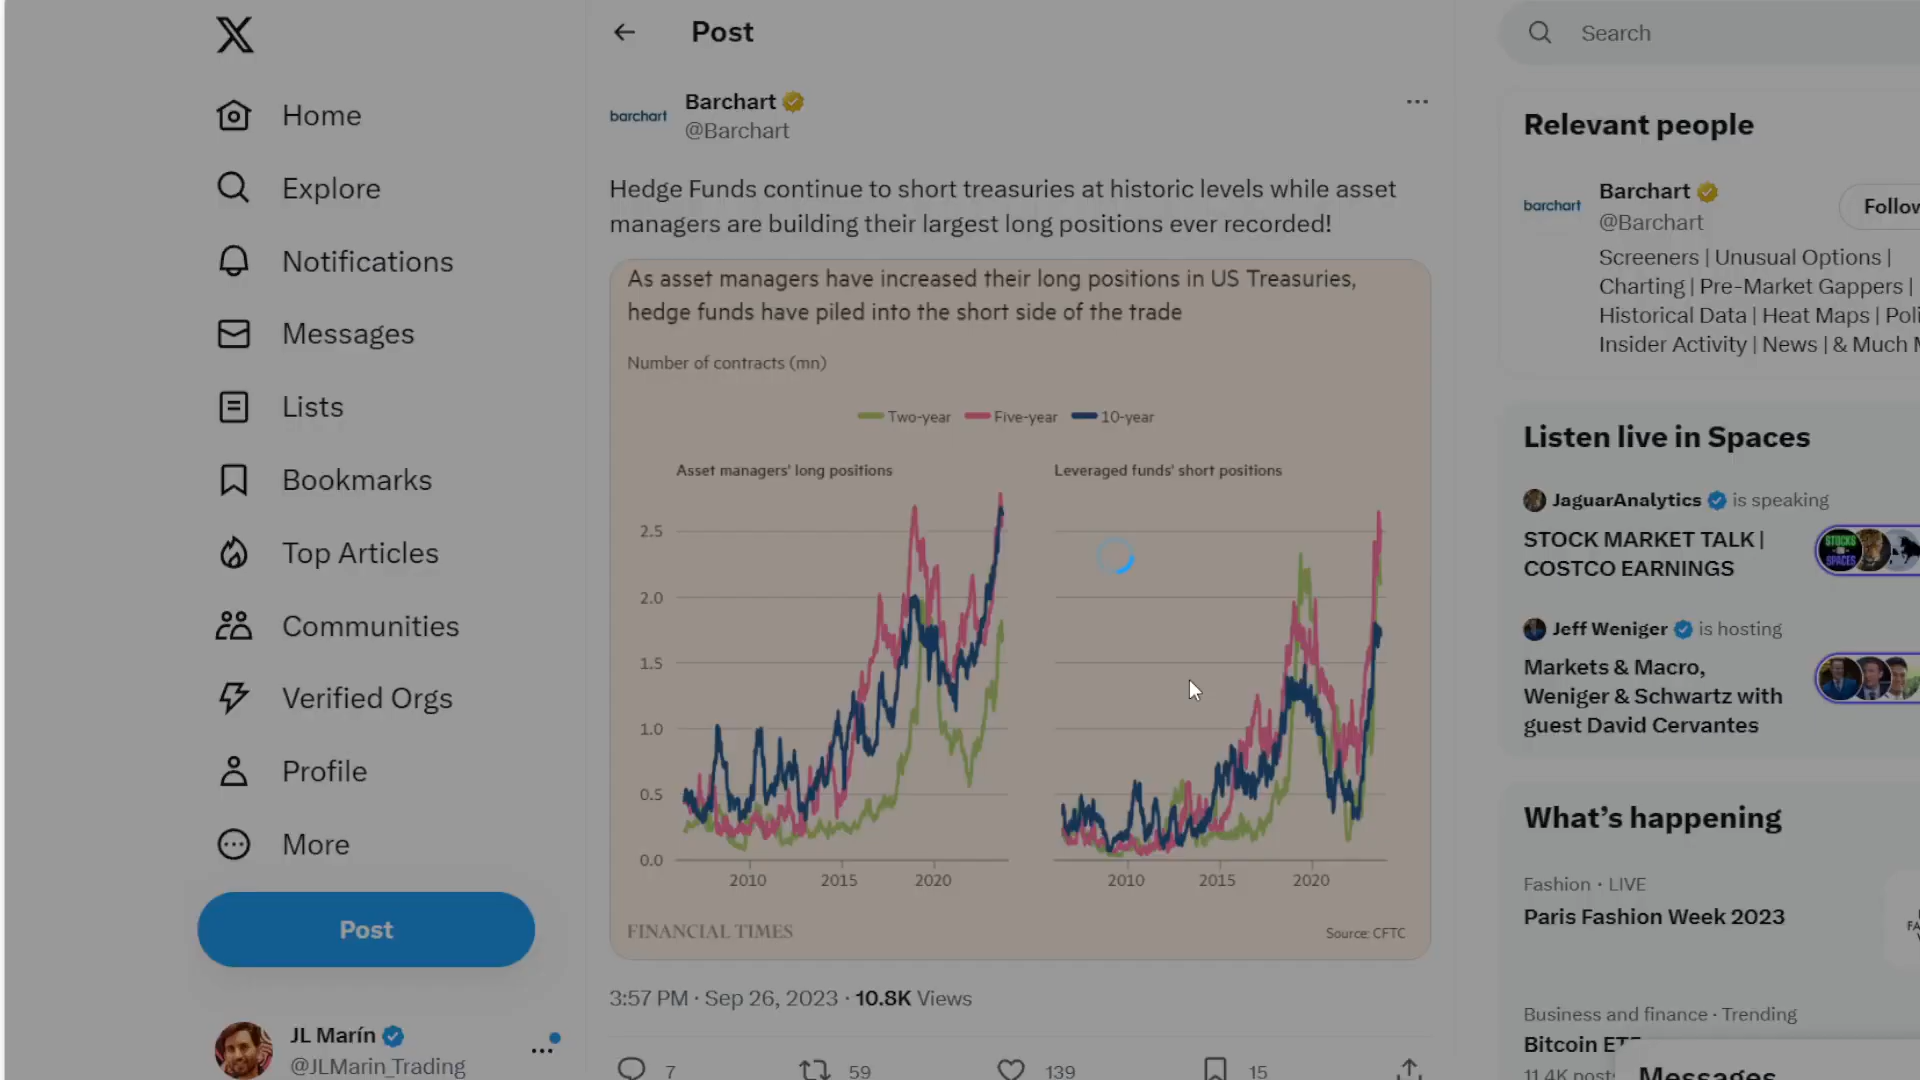 Home
Explore
Notifications
Messages
Lists
Bookmarks
Top Articles
Communities
Verified Orgs
Profile
More
Post
JL Marín
@JLMarin_Trading
Post
barchart
Barchart
@Barchart
Hedge Funds continue to short treasuries at historic levels while asset
managers are building their largest long positions ever recorded!
As asset managers have increased their long positions in US Treasuries,
hedge funds have piled into the short side of the trade
Number of contracts (mn)
Two-year Five-year 10-year
Asset managers' long positions
Leveraged funds' short positions
2.5
2.0
1.5
1.0
0.5
0.0
2010 2015 2020
2010 2015 2020
FINANCIAL TIMES
Source: CFTC
3:57 PM · Sep 26, 2023 · 10.8K Views
7 59 139 15
Search
Relevant people
barchart
Barchart
@Barchart
Follow
Screeners | Unusual Options |
Charting | Pre-Market Gappers |
Historical Data | Heat Maps |
Insider Activity | News | & Much
Listen live in Spaces
JaguarAnalytics is speaking
STOCK MARKET TALK |
COSTCO EARNINGS
STOCKS
SPACES
Jeff Weniger is hosting
Markets & Macro,
Weniger & Schwartz with
guest David Cervantes
What's happening
Fashion · LIVE
Paris Fashion Week 2023
Business and finance · Trending
Bitcoin
11.4K posts
Messages